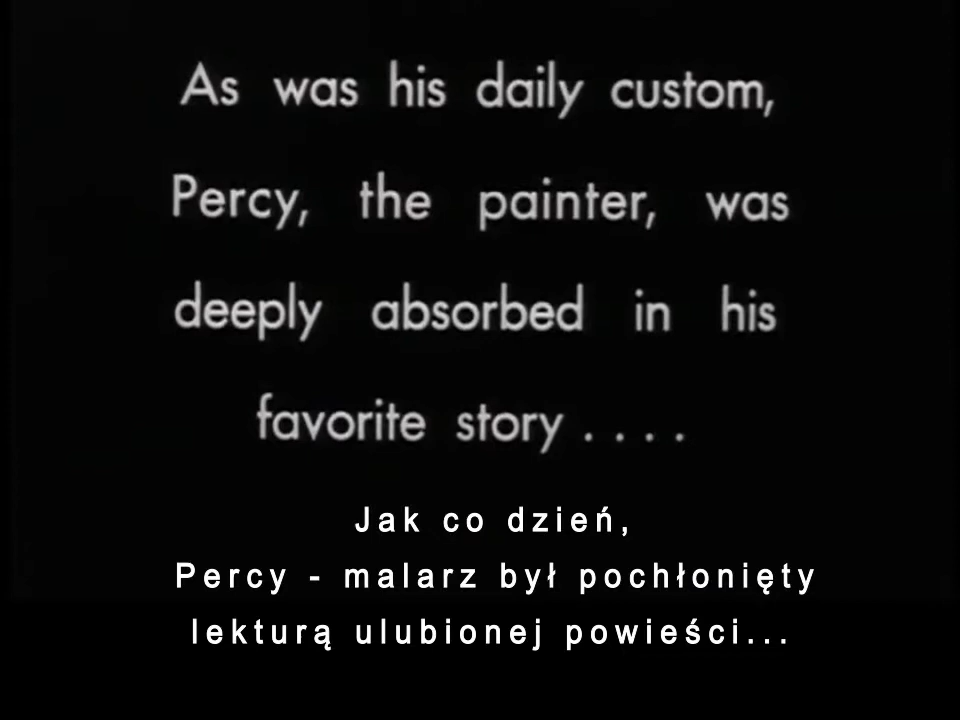 As was his daily custom,
Percy, the painter, was
deeply absorbed in his
favorite story . . . .
Jak co dzień,
Percy - malarz był pochłonięty
lekturą ulubionej powieści...